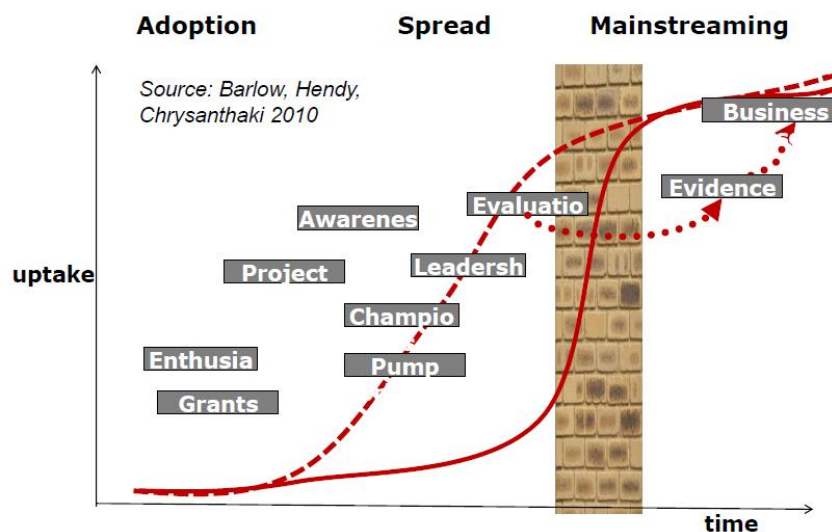 Adoption
Spread
Mainstreaming
Source: Barlow, Hendy,
Chrysanthaki 2010
Business
Evidence
Evaluatio
Awarenes
Leadersh
uptake
Project
Champio
Enthusia
Pump
Grants
time